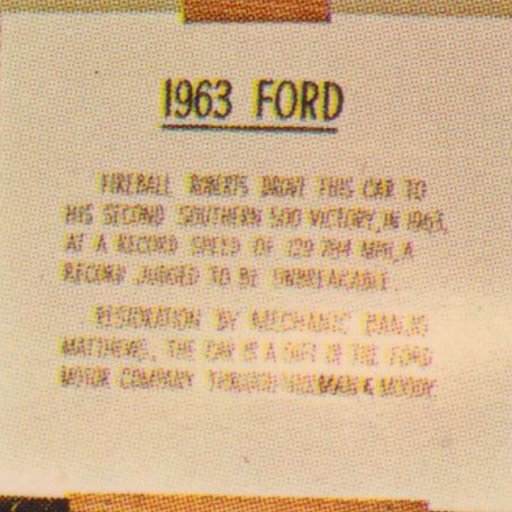 1963 FORD
FIREBALL ROBERTS DROVE THIS CAR TO
HIS SECOND SOUTHERN 500 VICTORY, IN 1963,
AT A RECORD SPEED OF 129.784 MPH, A
RECORD JUDGED TO BE UNBREAKABLE.
RESTORATION BY MECHANIC BANJO
MATTHEWS. THE CAR IS A GIFT OF THE FORD
MOTOR COMPANY THROUGH HOLMAN & MOODY.